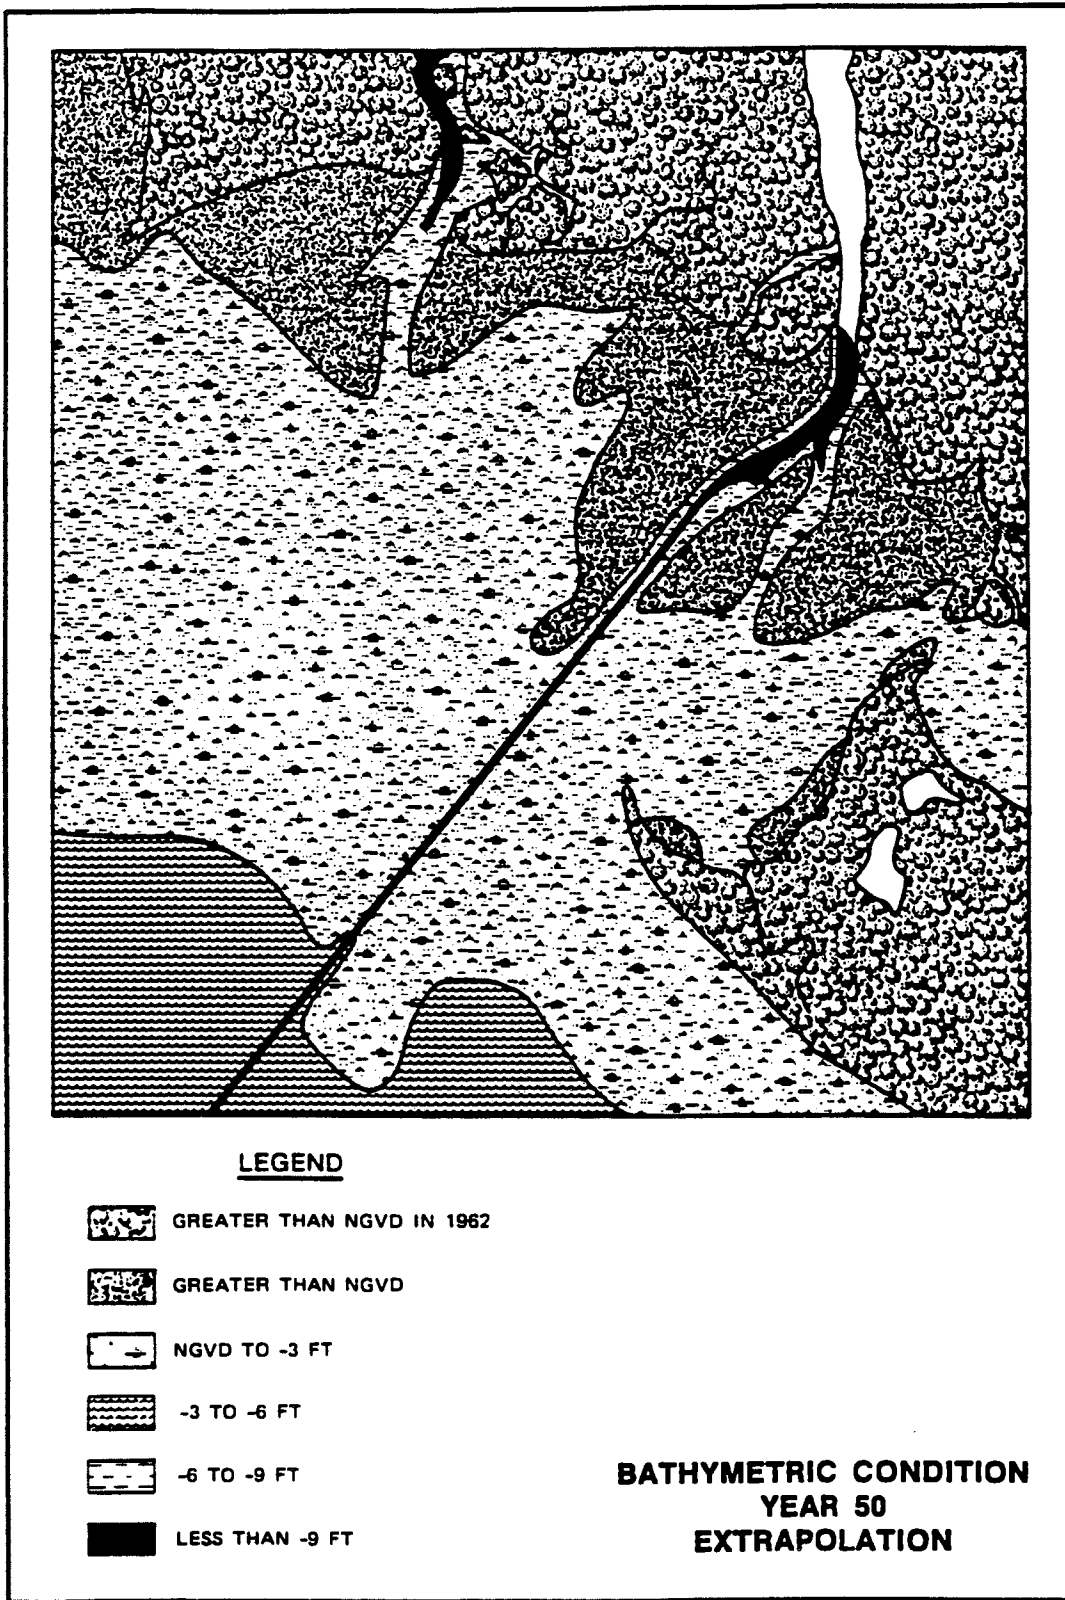 LEGEND
GREATER THAN NGVD IN 1962
GREATER THAN NGVD
NGVD TO -3 FT
-3 TO -6 FT
-6 TO -9 FT
LESS THAN -9 FT
BATHYMETRIC CONDITION
YEAR 50
EXTRAPOLATION